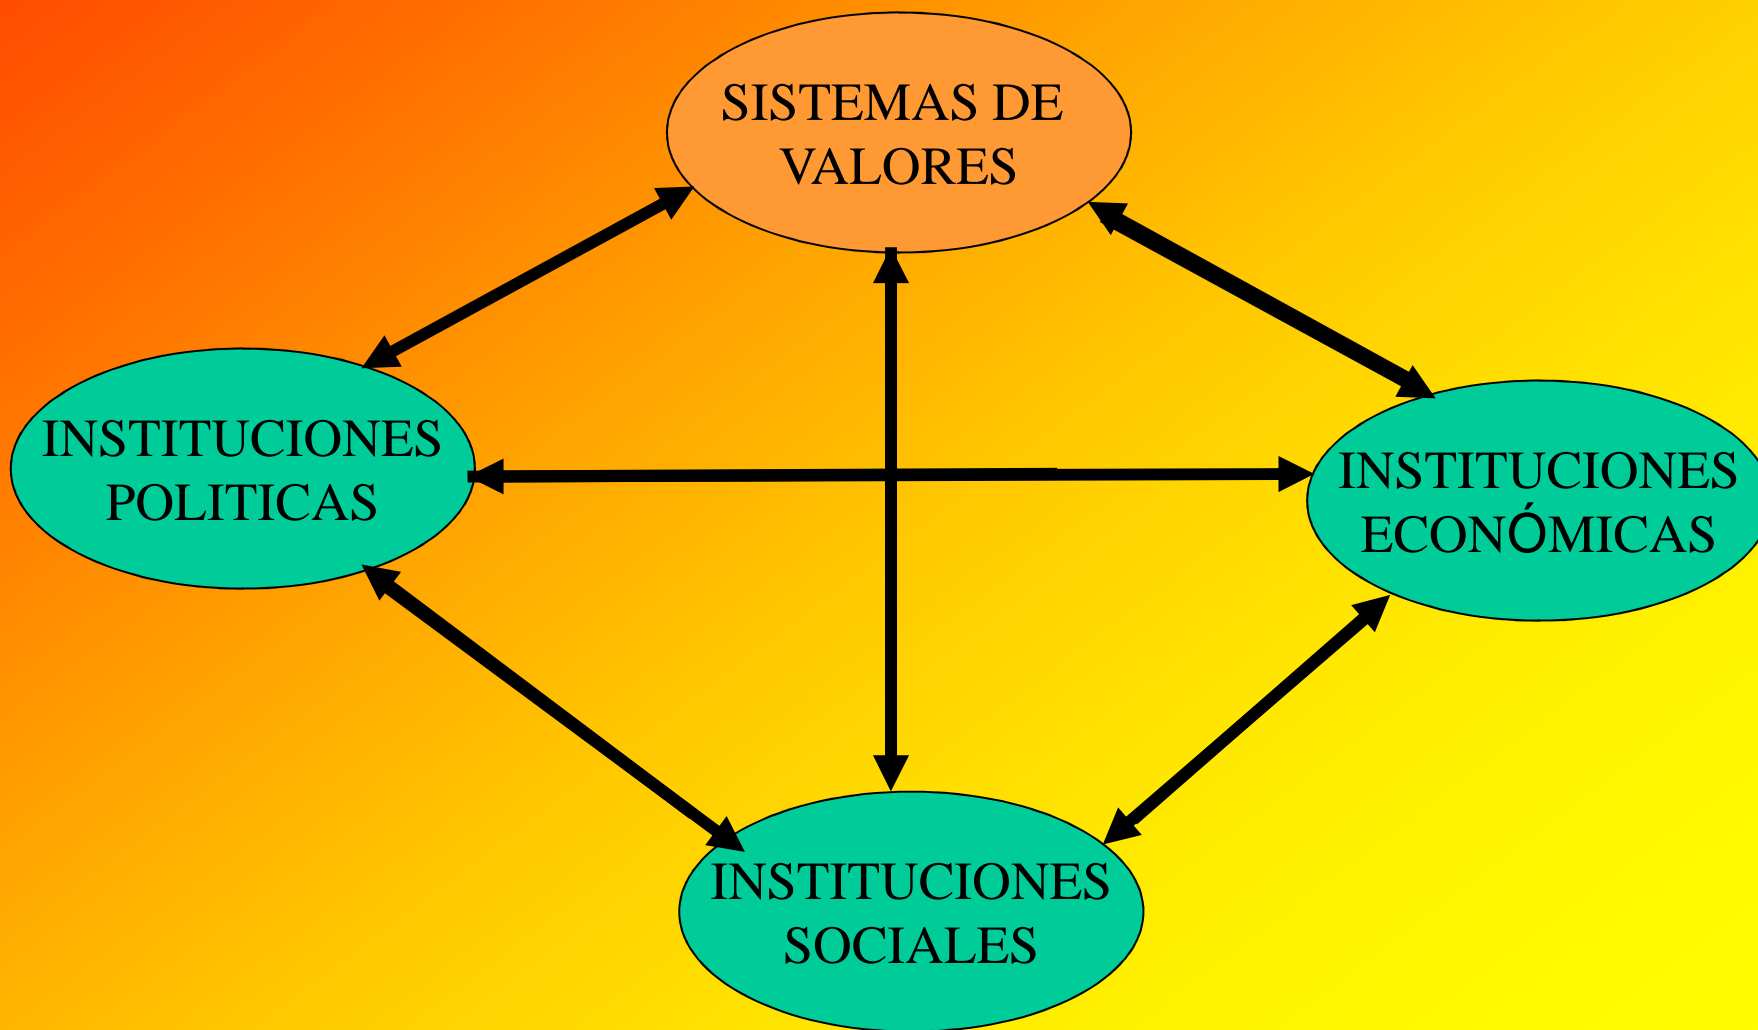 SISTEMAS DE
VALORES
INSTITUCIONES
POLITICAS
INSTITUCIONES
ECONÓMICAS
INSTITUCIONES
SOCIALES